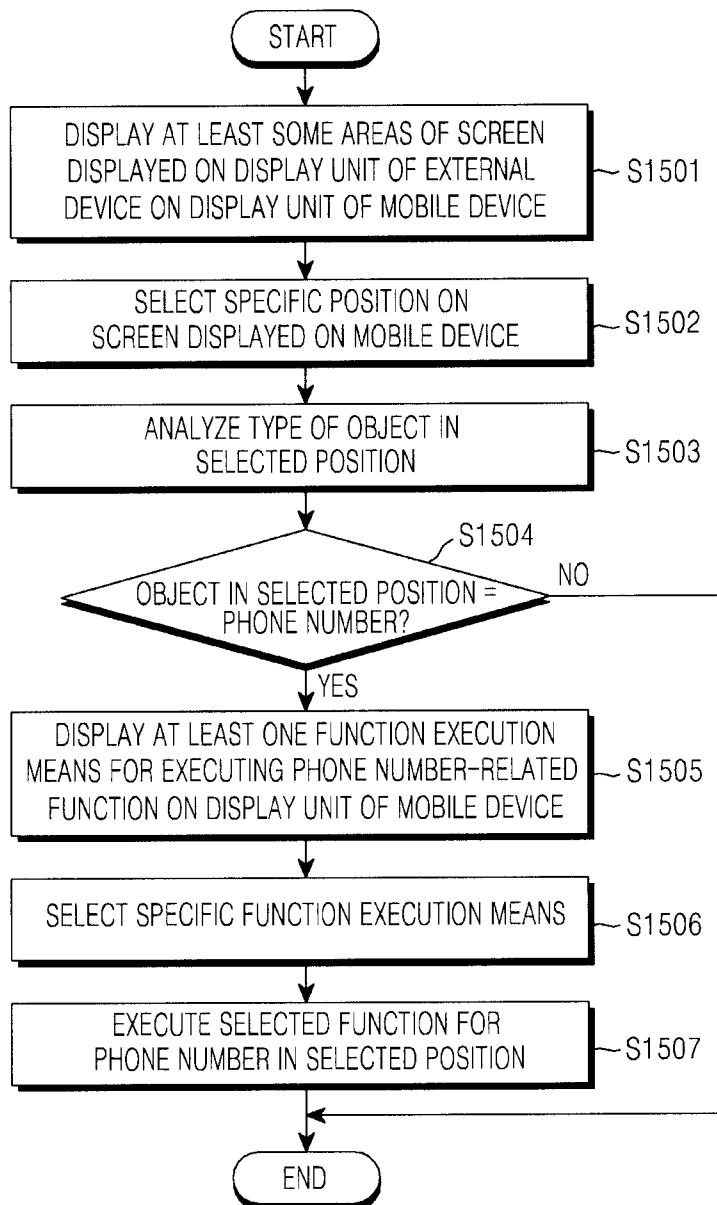 START
DISPLAY AT LEAST SOME AREAS OF SCREEN
DISPLAYED ON DISPLAY UNIT OF EXTERNAL
DEVICE ON DISPLAY UNIT OF MOBILE DEVICE
S1501
SELECT SPECIFIC POSITION ON
SCREEN DISPLAYED ON MOBILE DEVICE
S1502
ANALYZE TYPE OF OBJECT IN
SELECTED POSITION
S1503
S1504
OBJECT IN SELECTED POSITION =
PHONE NUMBER?
NO
YES
DISPLAY AT LEAST ONE FUNCTION EXECUTION
MEANS FOR EXECUTING PHONE NUMBER-RELATED
FUNCTION ON DISPLAY UNIT OF MOBILE DEVICE
S1505
SELECT SPECIFIC FUNCTION EXECUTION MEANS
S1506
EXECUTE SELECTED FUNCTION FOR
PHONE NUMBER IN SELECTED POSITION
S1507
END